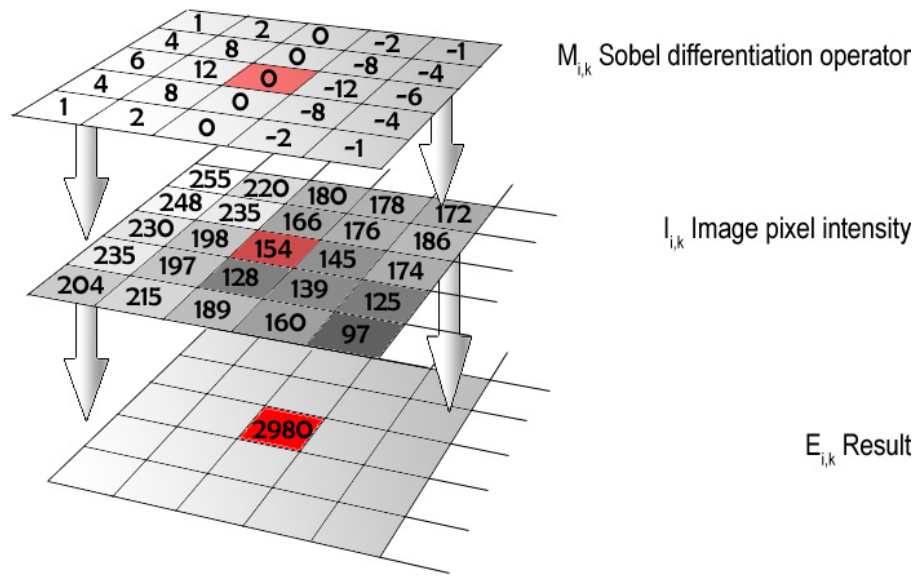 1 2 0 -2 -1
4 8 0 -8 -4
6 12 0 -12 -6
4 8 0 -8 -4
1 2 0 -2 -1
M i,k Sobel differentiation operator
255 220 180 178 172
248 235 166 176 186
230 198 154 145 174
235 197 128 139 125
204 215 189 160 97
I i,k Image pixel intensity
2980
E i,k Result